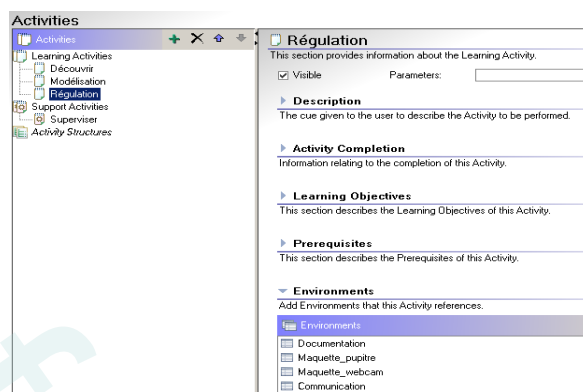 Activities
Activities
Learning Activities
Découvrir
Modélisation
Régulation
Support Activities
Superviser
Activity Structures
Régulation
This section provides information about the Learning Activity.
Visible Parameters:
Description
The cue given to the user to describe the Activity to be performed.
Activity Completion
Information relating to the completion of this Activity.
Learning Objectives
This section describes the Learning Objectives of this Activity.
Prerequisites
This section describes the Prerequisites of this Activity.
Environments
Add Environments that this Activity references.
Environments
Documentation
Maquette_pupitre
Maquette_webcam
Communication